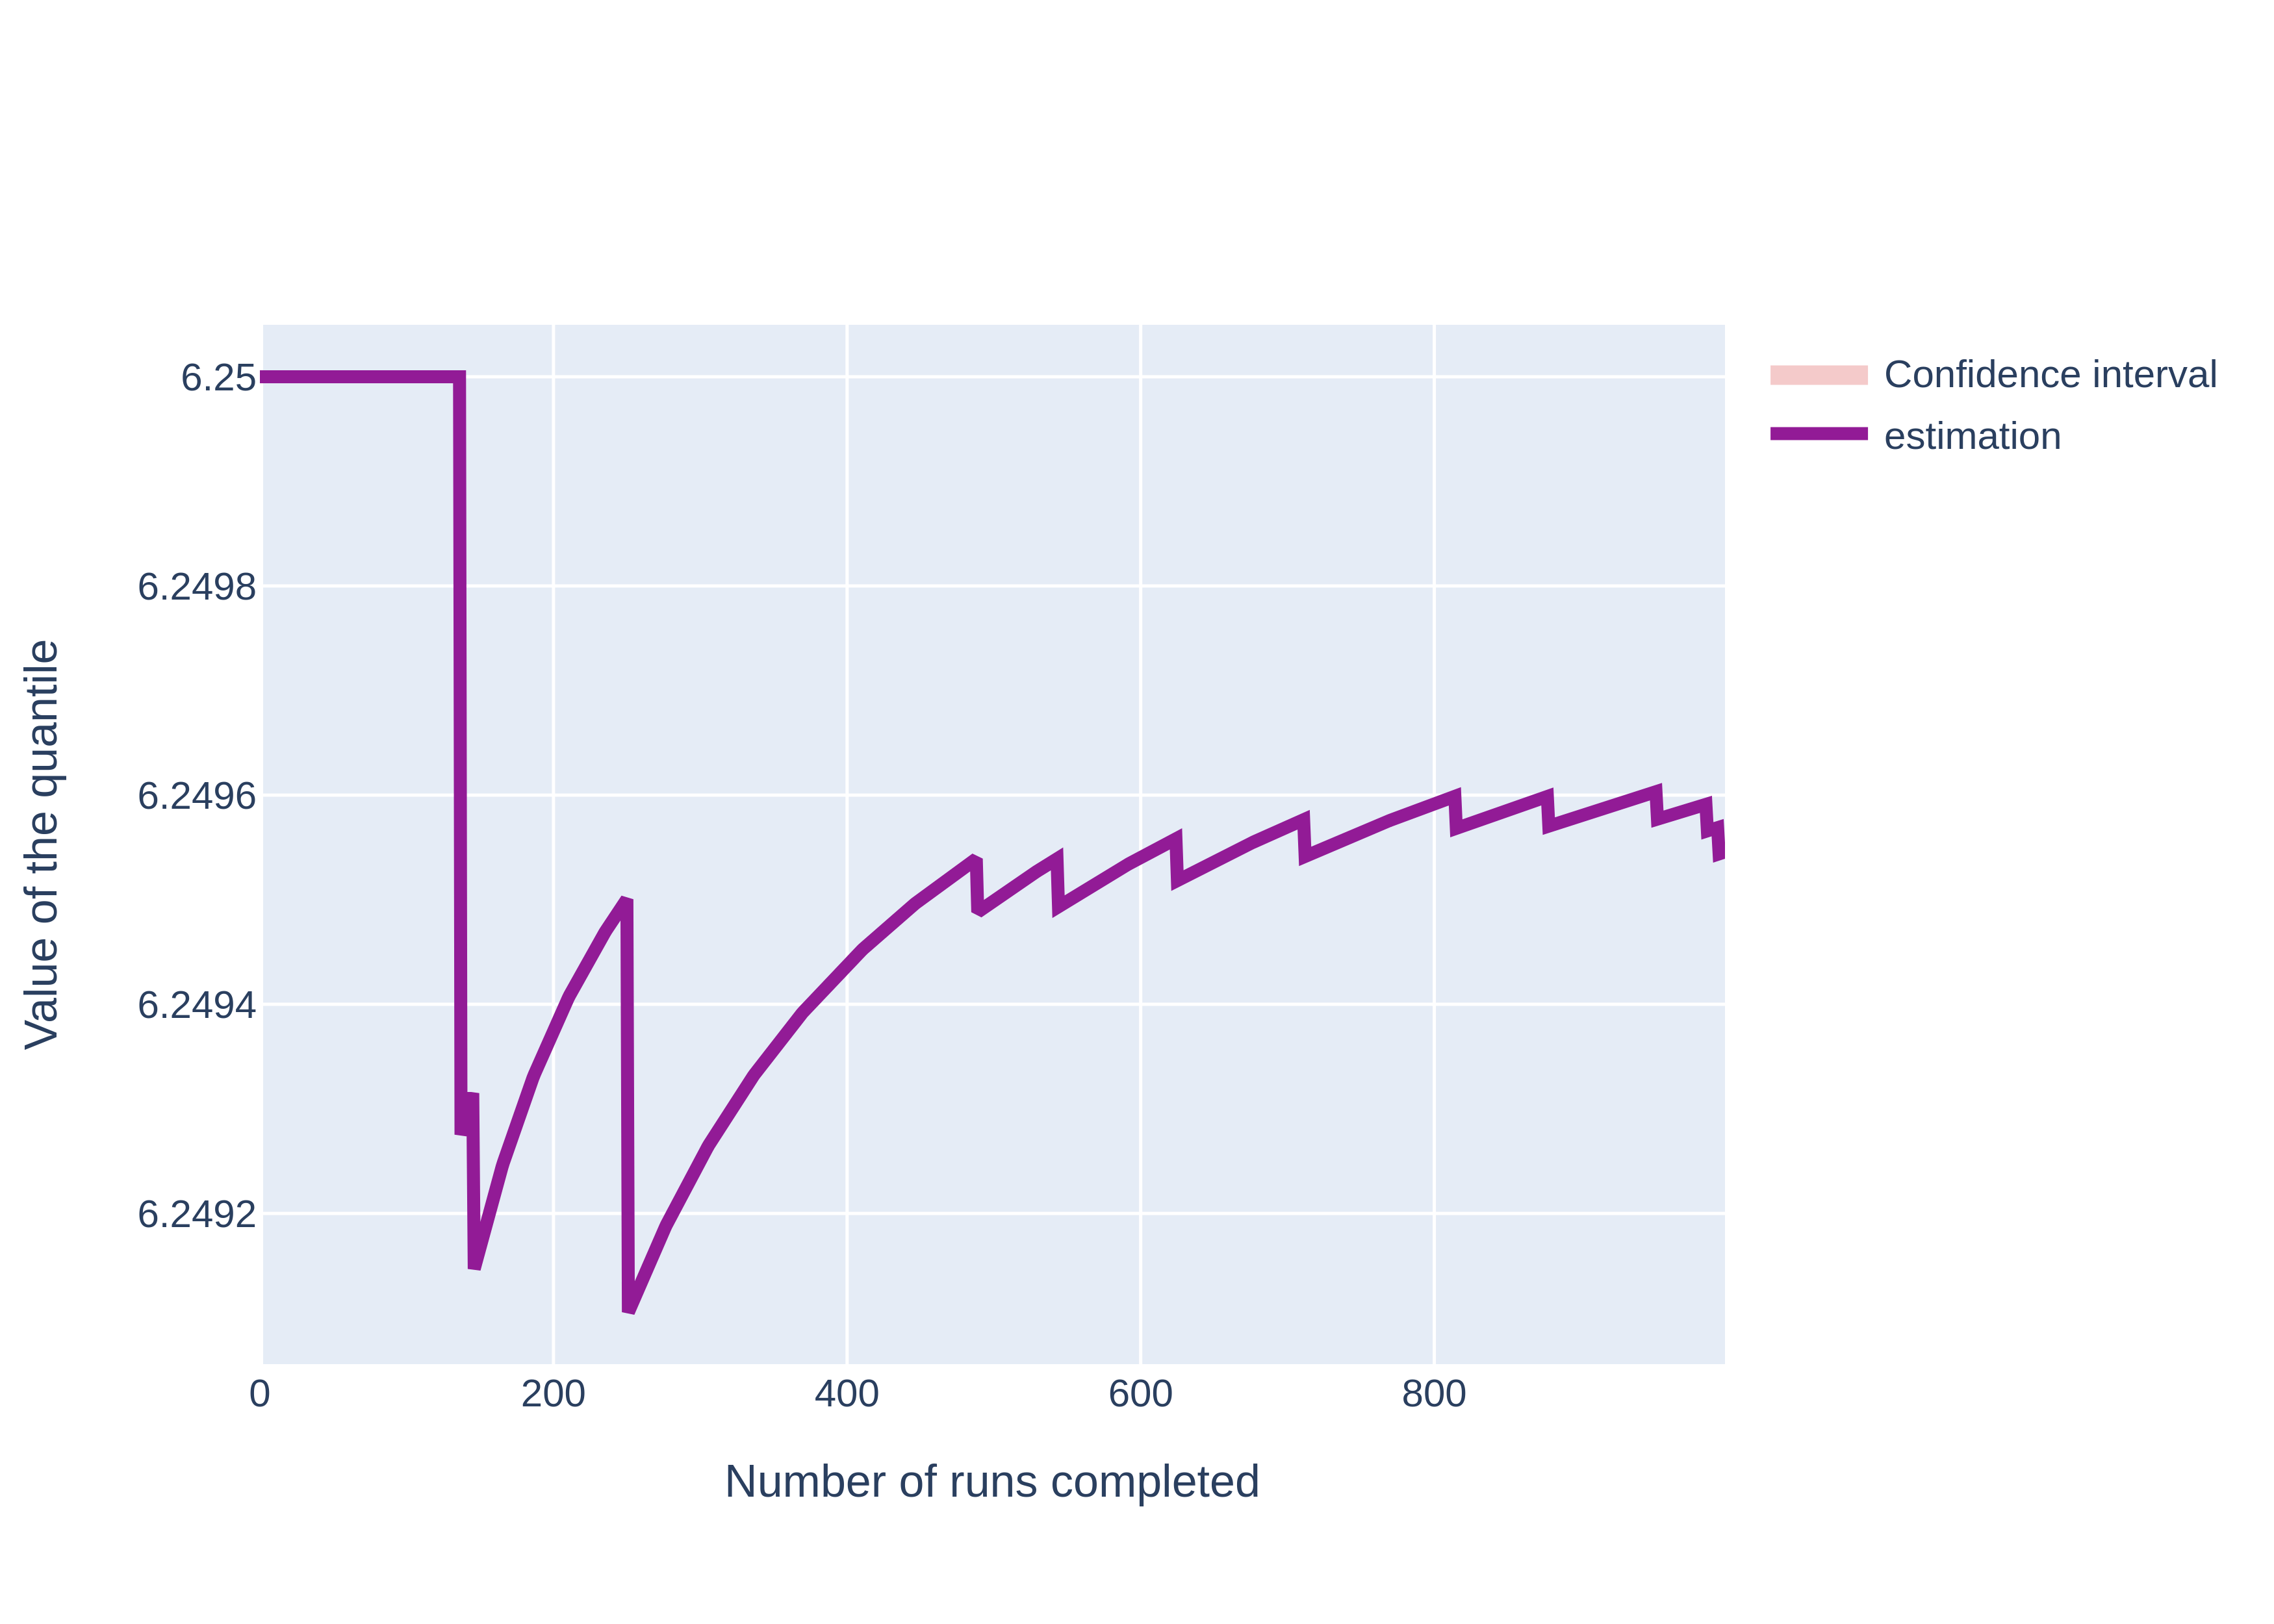 Confidence interval
estimation
6.25
6.2498
6.2496
6.2494
6.2492
Value of the quantile
0 200 400 600 800
Number of runs completed